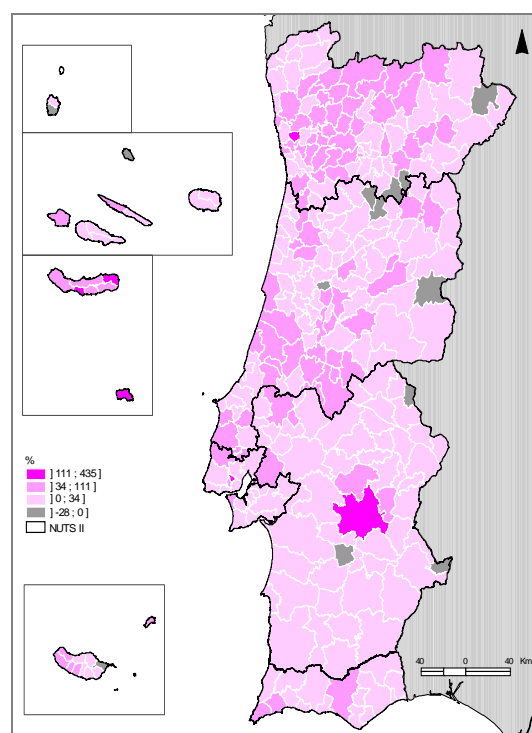 %
] 111 ; 435 ]
] 34 ; 111 ]
] 0 ; 34 ]
] -28 ; 0 ]
NUTS II
40 0 40 Km